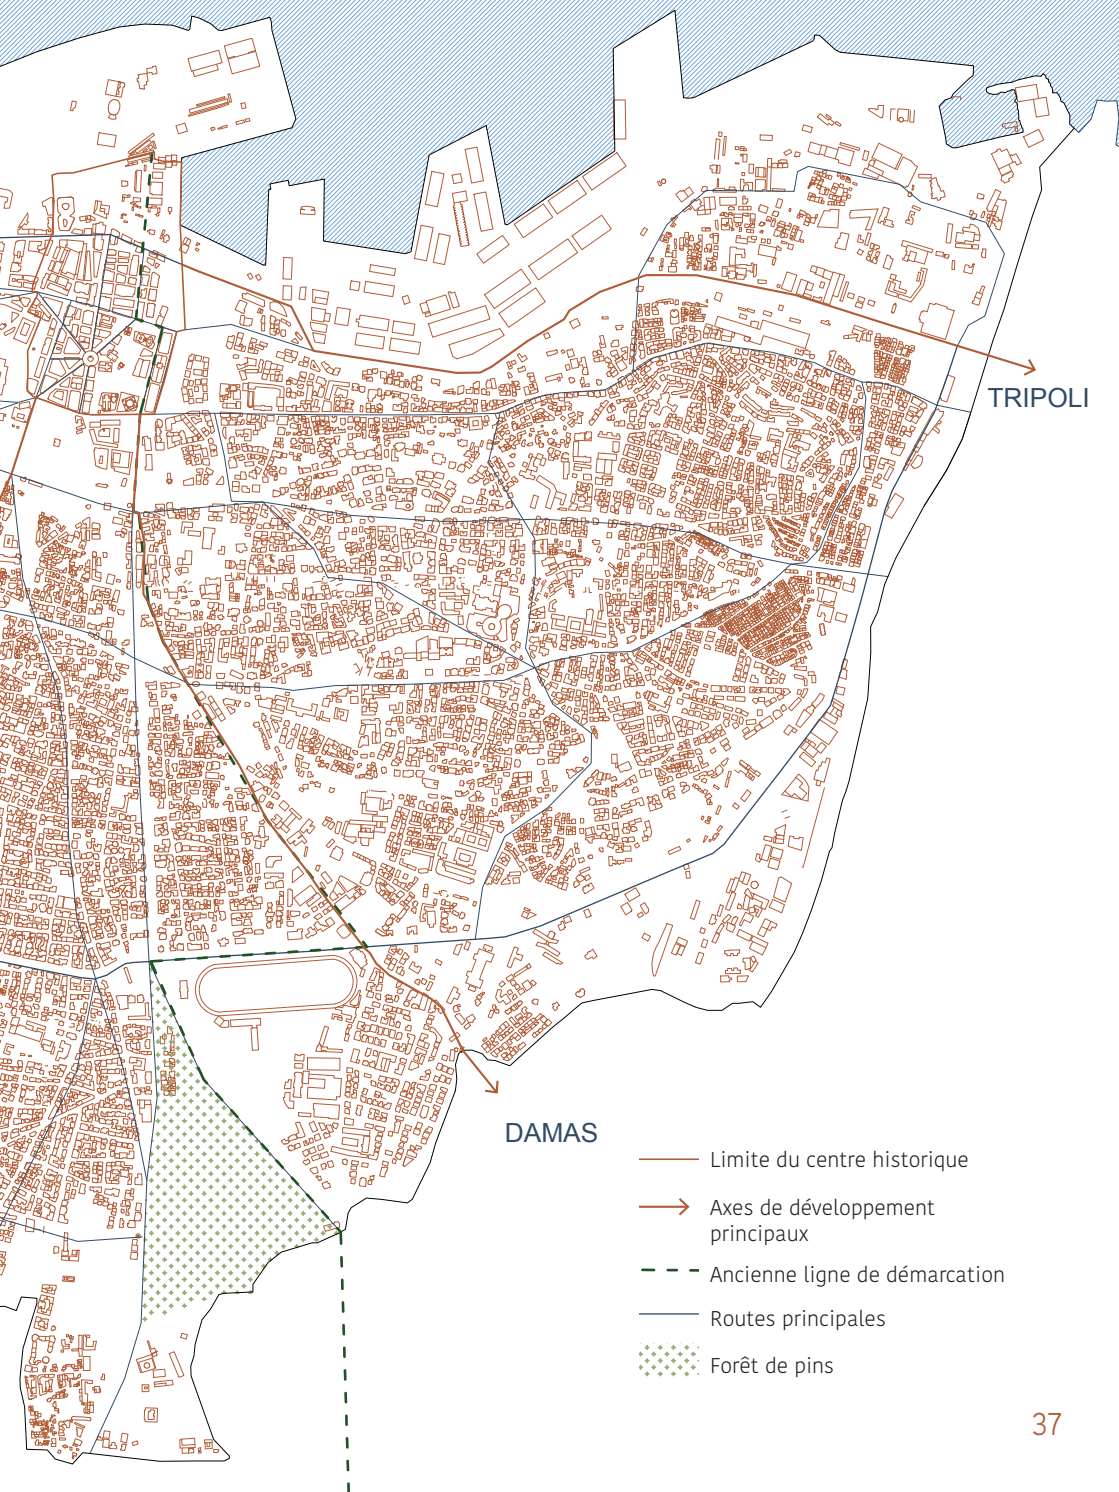 TRIPOLI
DAMAS
Limite du centre historique
Axes de développement
principaux
Ancienne ligne de démarcation
Routes principales
Forêt de pins
37